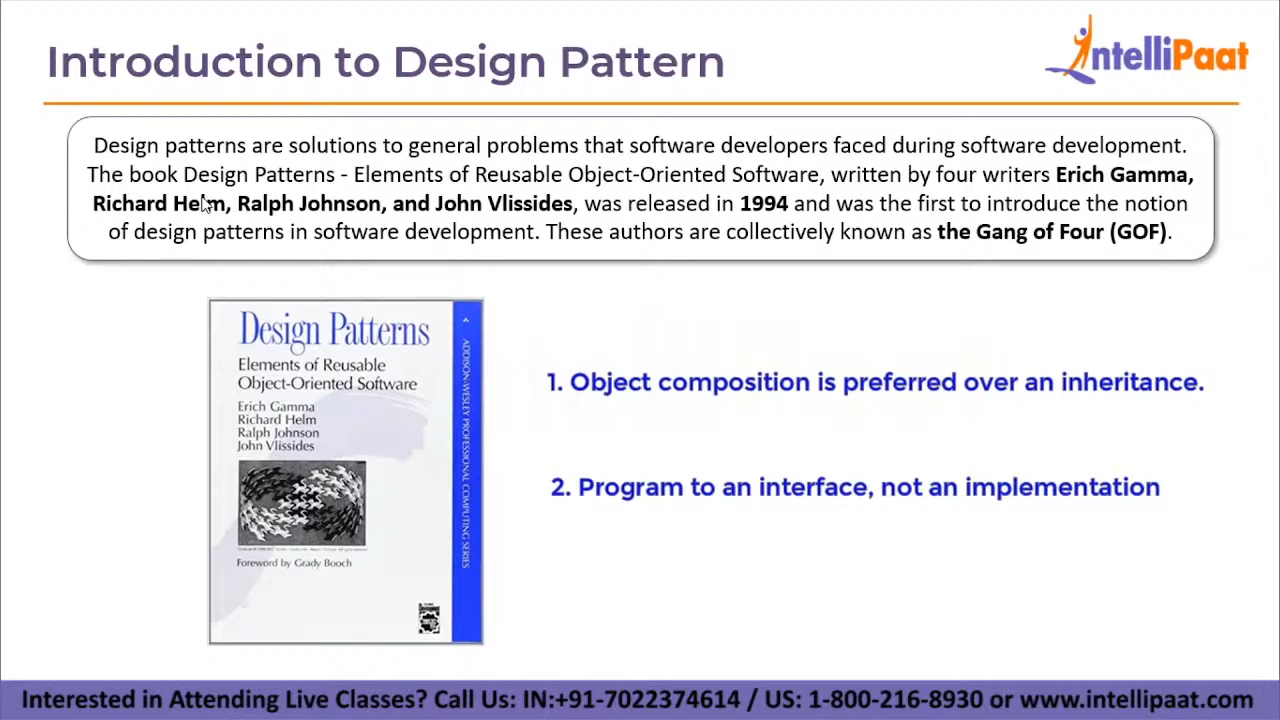 Introduction to Design Pattern
IntelliPaat
Design patterns are solutions to general problems that software developers faced during software development.
The book Design Patterns - Elements of Reusable Object-Oriented Software, written by four writers Erich Gamma,
Richard Helm, Ralph Johnson, and John Vlissides, was released in 1994 and was the first to introduce the notion
of design patterns in software development. These authors are collectively known as the Gang of Four (GOF).
Design Patterns
Elements of Reusable
Object-Oriented Software
Erich Gamma
Richard Helm
Ralph Johnson
John Vlissides
Foreword by Grady Booch
ADDISON-WESLEY PROFESSIONAL COMPUTING SERIES
1. Object composition is preferred over an inheritance.
2. Program to an interface, not an implementation
Interested in Attending Live Classes? Call Us: IN:+91-7022374614 / US: 1-800-216-8930 or www.intellipaat.com